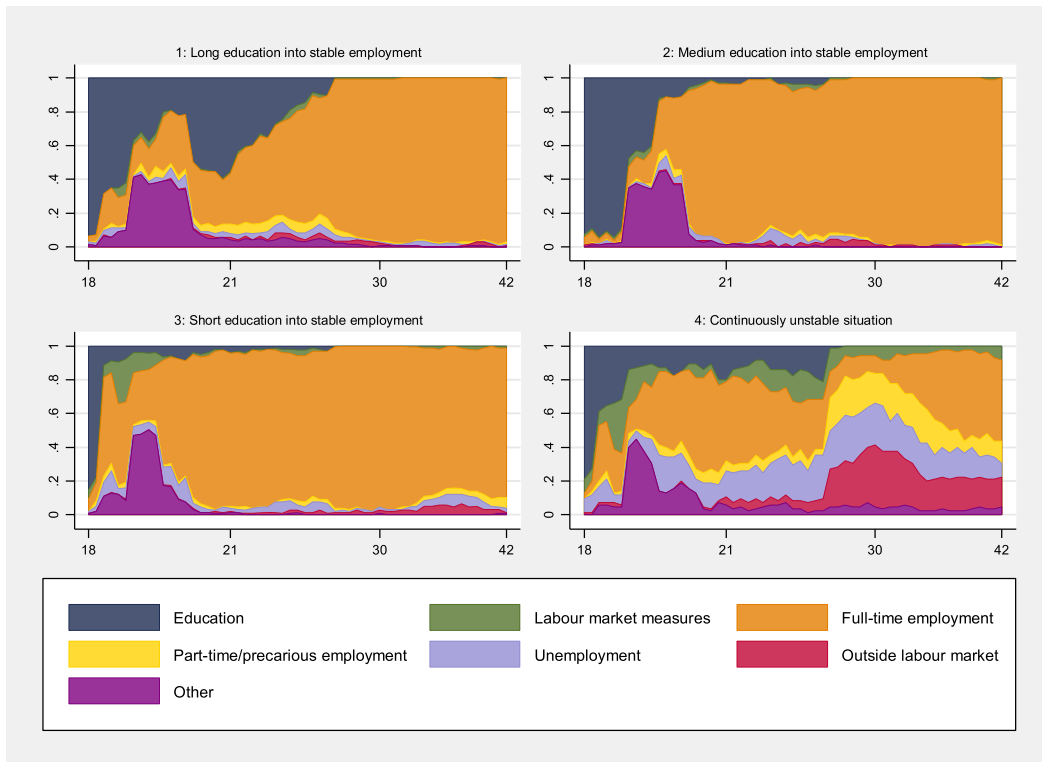 1: Long education into stable employment
0 .2 .4 .6 .8 1
18 21 30 42
2: Medium education into stable employment
0 .2 .4 .6 .8 1
18 21 30 42
3: Short education into stable employment
0 .2 .4 .6 .8 1
18 21 30 42
4: Continuously unstable situation
0 .2 .4 .6 .8 1
18 21 30 42
Education Labour market measures Full-time employment
Part-time/precarious employment Unemployment Outside labour market
Other